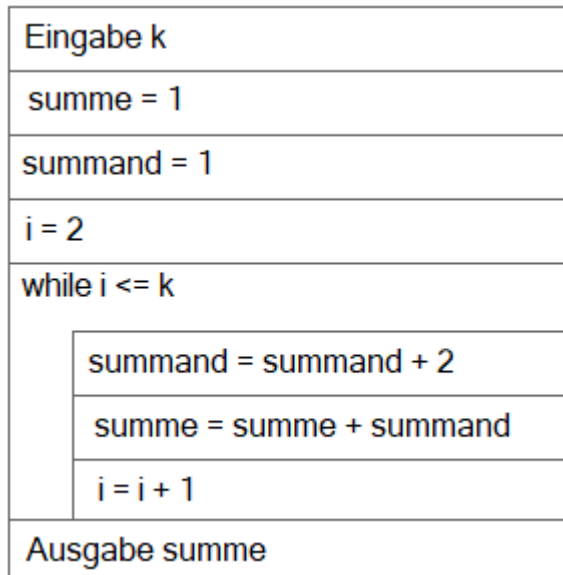 Eingabe k
summe = 1
summand = 1
i = 2
while i <= k
summand = summand + 2
summe = summe + summand
i = i + 1
Ausgabe summe